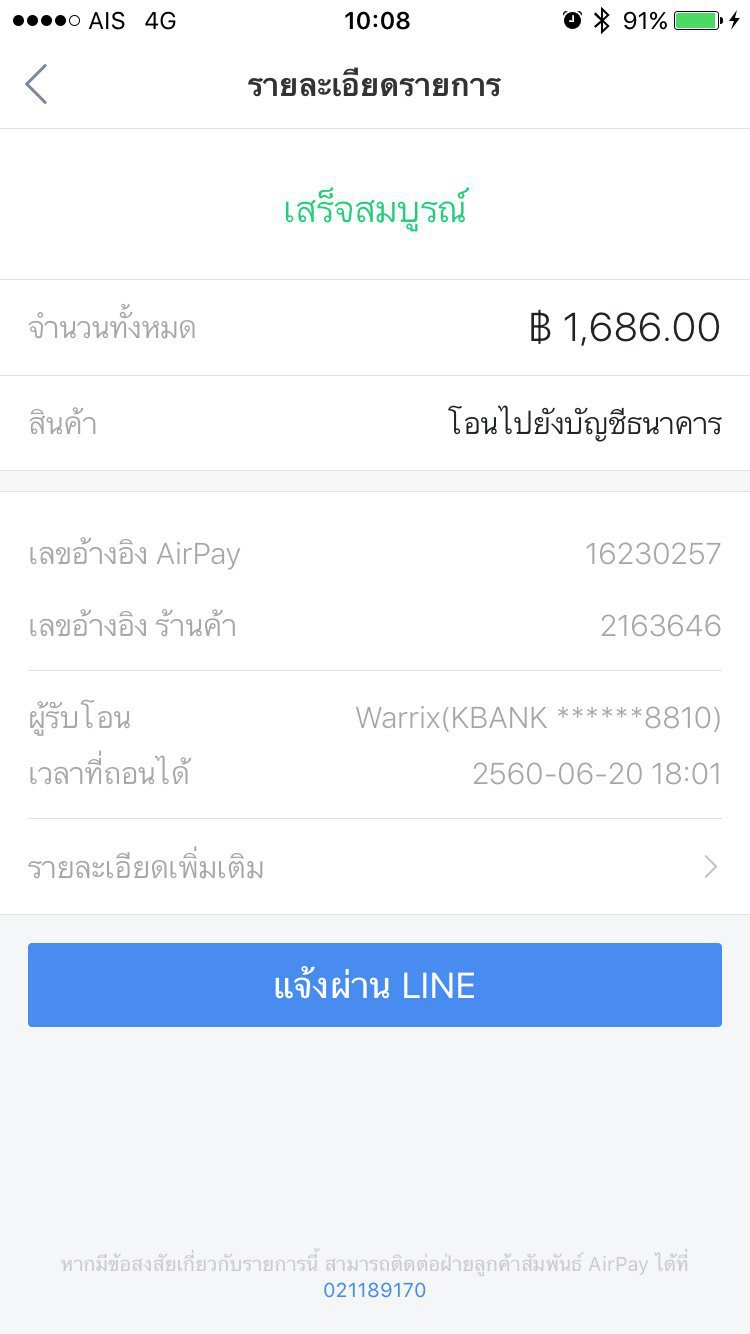 AIS 4G 10:08 91%
รายละเอียดรายการ
เสร็จสมบูรณ์
จำนวนทั้งหมด ฿ 1,686.00
สินค้า โอนไปยังบัญชีธนาคาร
เลขอ้างอิง AirPay 16230257
เลขอ้างอิง ร้านค้า 2163646
ผู้รับโอน Warrix(KBANK ******8810)
เวลาที่ถอนได้ 2560-06-20 18:01
รายละเอียดเพิ่มเติม
แจ้งผ่าน LINE
หากมีข้อสงสัยเกี่ยวกับรายการนี้ สามารถติดต่อฝ่ายลูกค้าสัมพันธ์ AirPay ได้ที่
021189170